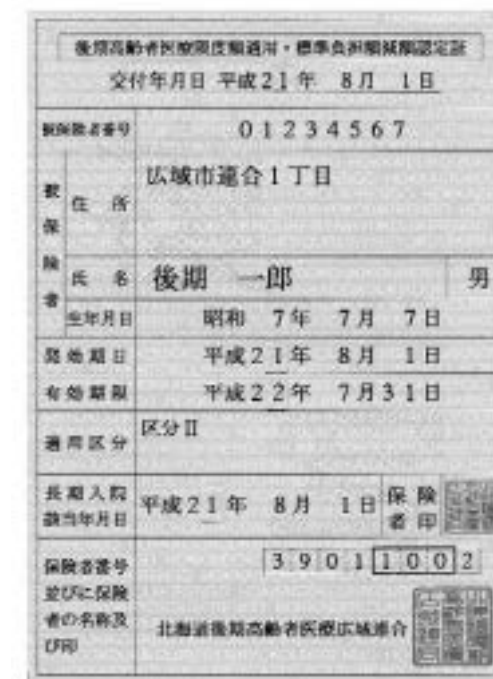 後期高齢者医療限度額適用・標準負担額減額認定証
交付年月日 平成21年 8月 1日
被保険者番号 01234567
被保険者
住所 広域市連合1丁目
氏名 後期 一郎 男
生年月日 昭和 7年 7月 7日
発効期日 平成21年 8月 1日
有効期限 平成22年 7月31日
適用区分 区分Ⅱ
長期入院
該当年月日 平成21年 8月 1日 保険
者印
保険者番号
並びに保険
者の名称及
び印
39011002
北海道後期高齢者医療広域連合